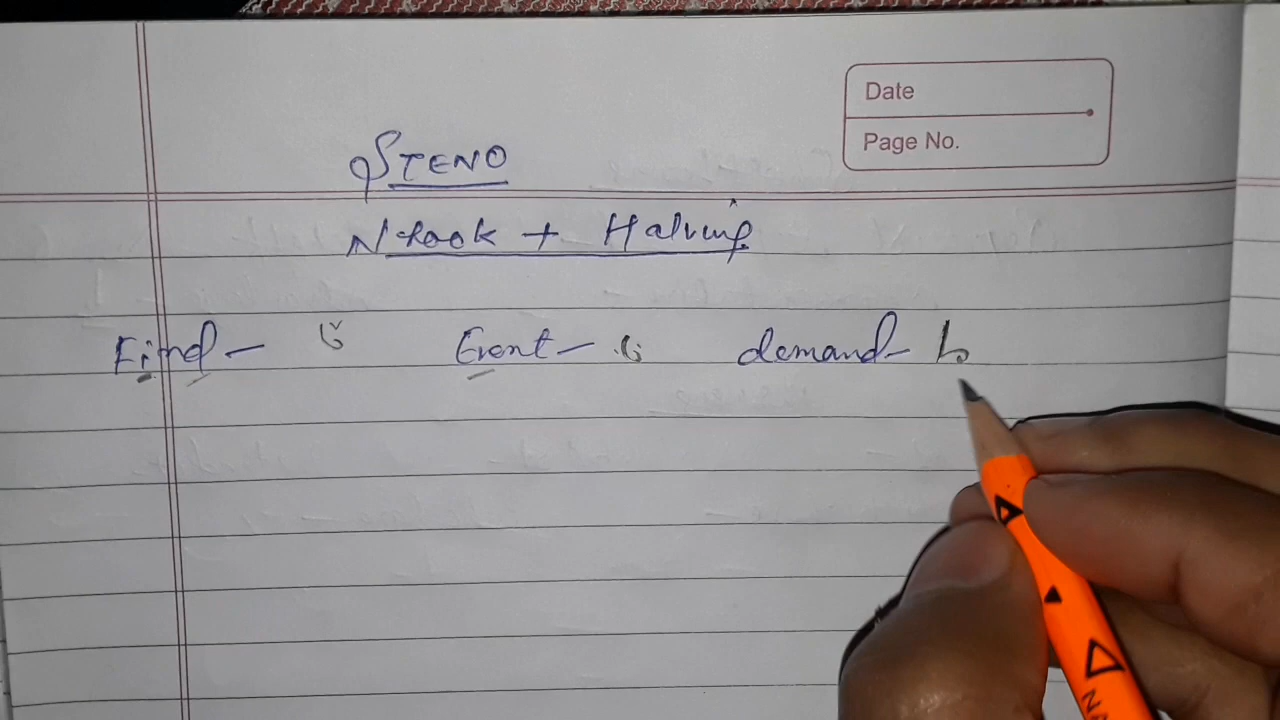 Date
Page No.
STENO
N-hook + Halving
Find - Event - demand -